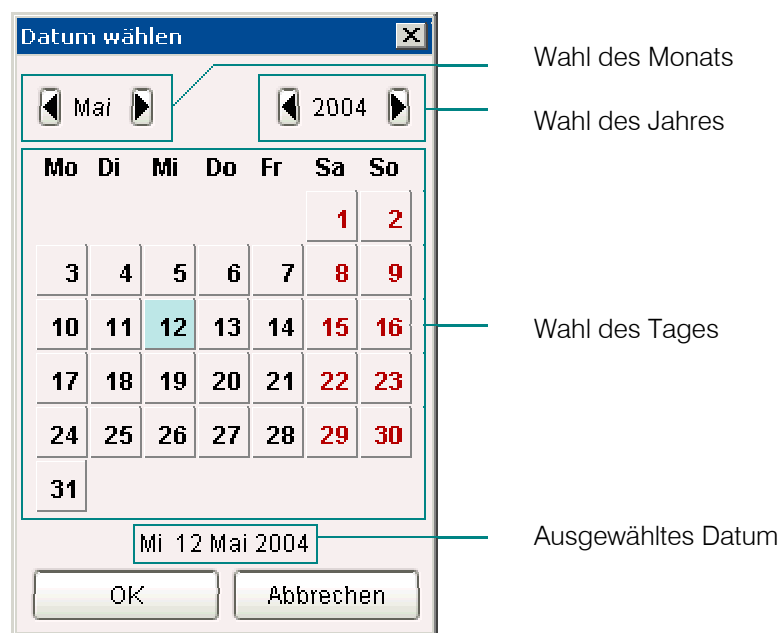 Datum wählen
Wahl des Monats
Mai 2004
Wahl des Jahres
Mo Di Mi Do Fr Sa So
1 2
3 4 5 6 7 8 9
10 11 12 13 14 15 16
Wahl des Tages
17 18 19 20 21 22 23
24 25 26 27 28 29 30
31
Mi 12 Mai 2004
Ausgewähltes Datum
OK Abbrechen